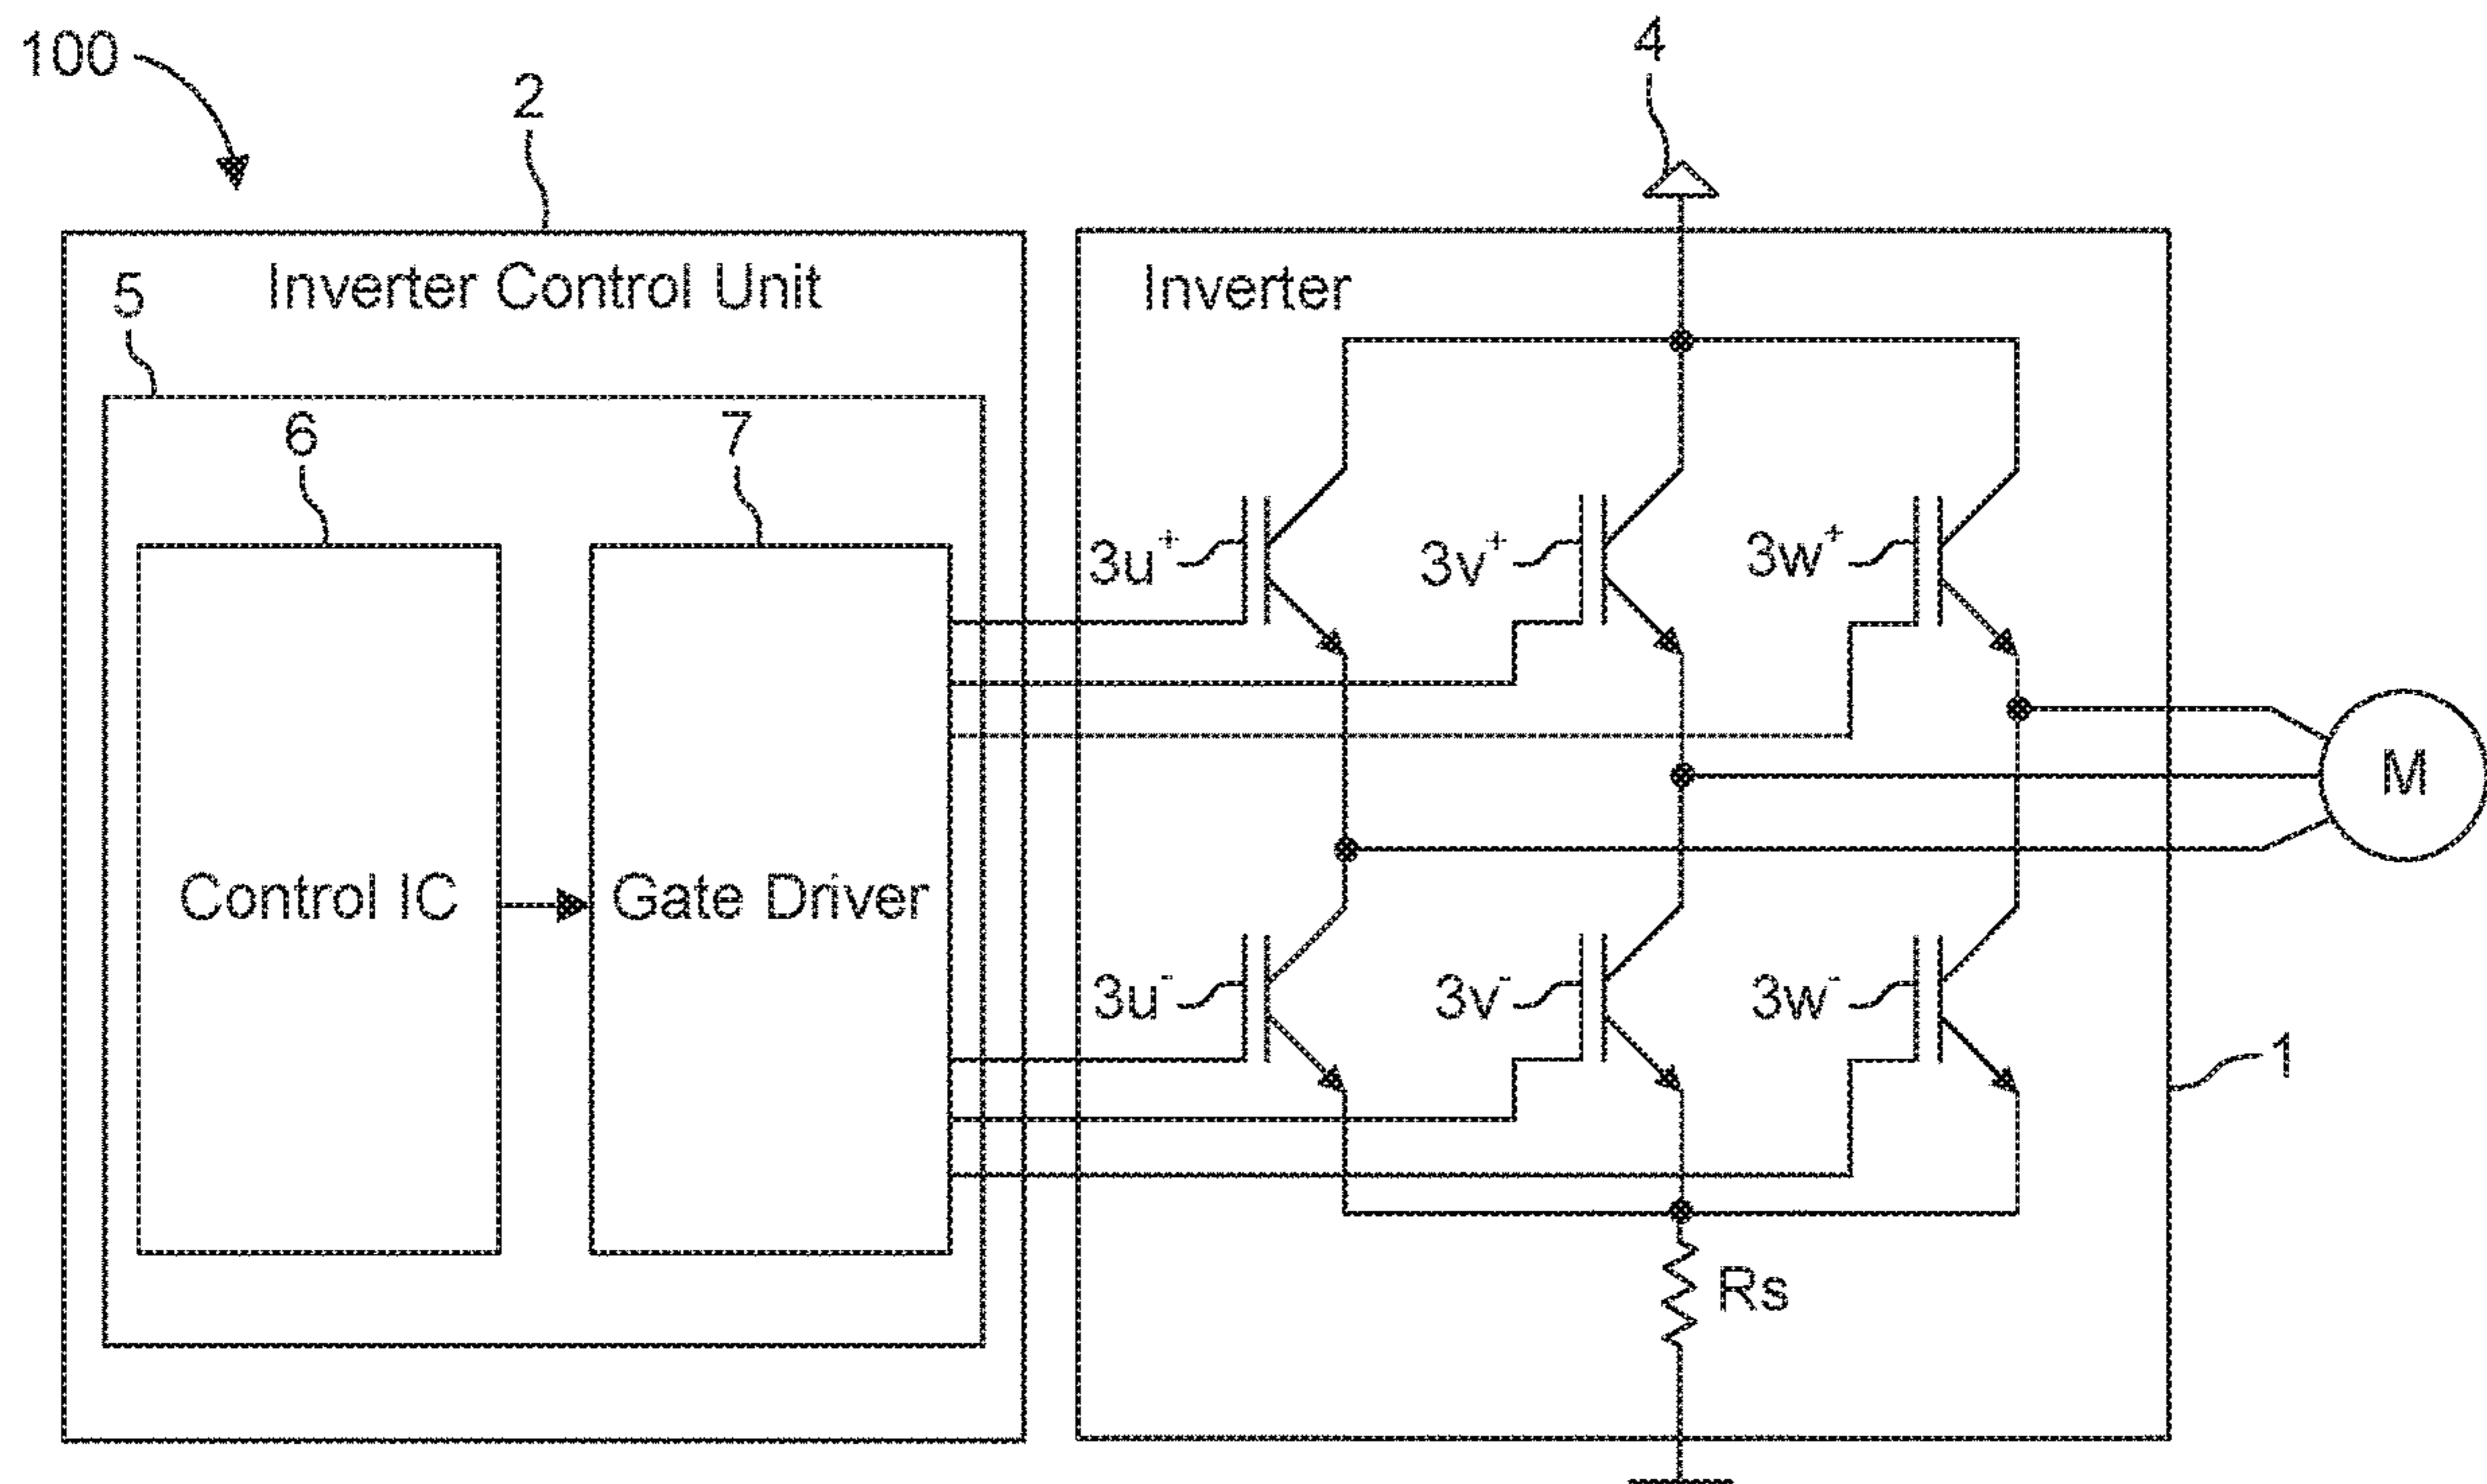 100
2
4
Inverter Control Unit
Inverter
5
6
7
3u⁺
3v⁺
3w⁺
M
Control IC
Gate Driver
3u⁻
3v⁻
3w⁻
1
Rs